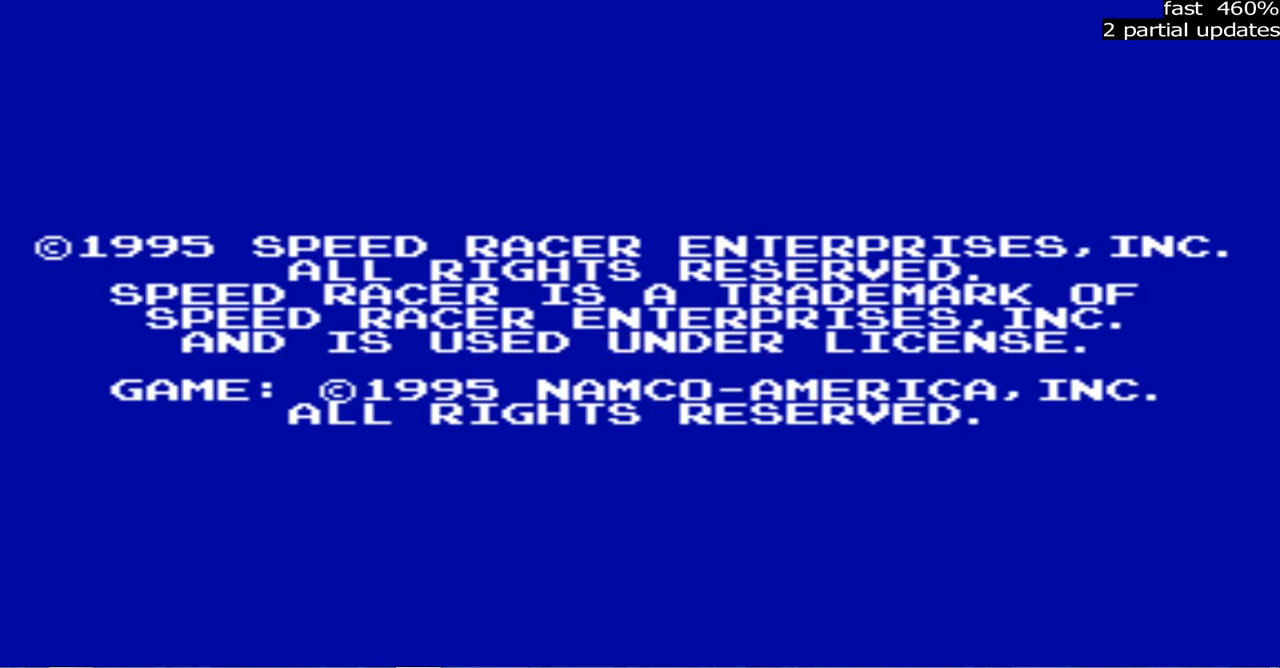 fast 460%
2 partial updates
©1995 SPEED RACER ENTERPRISES,INC.
ALL RIGHTS RESERVED.
SPEED RACER IS A TRADEMARK OF
SPEED RACER ENTERPRISES,INC.
AND IS USED UNDER LICENSE.
GAME: ©1995 NAMCO-AMERICA,INC.
ALL RIGHTS RESERVED.